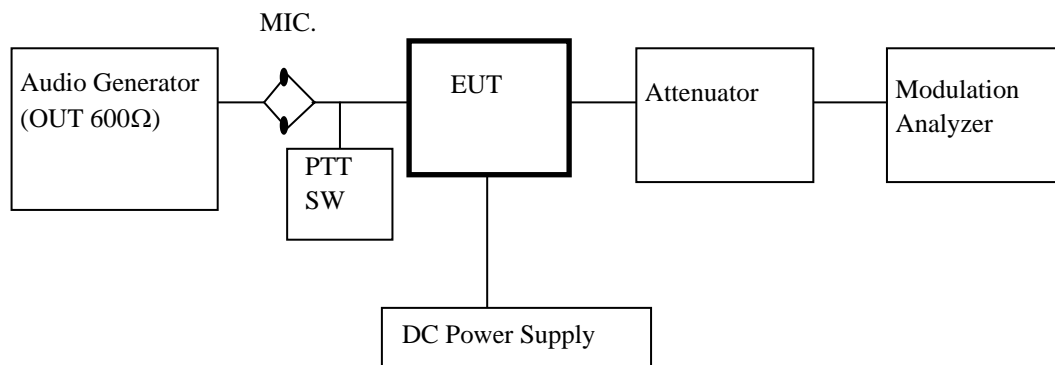 MIC.
Audio Generator
(OUT 600Ω)
EUT
Attenuator
Modulation
Analyzer
PTT
SW
DC Power Supply